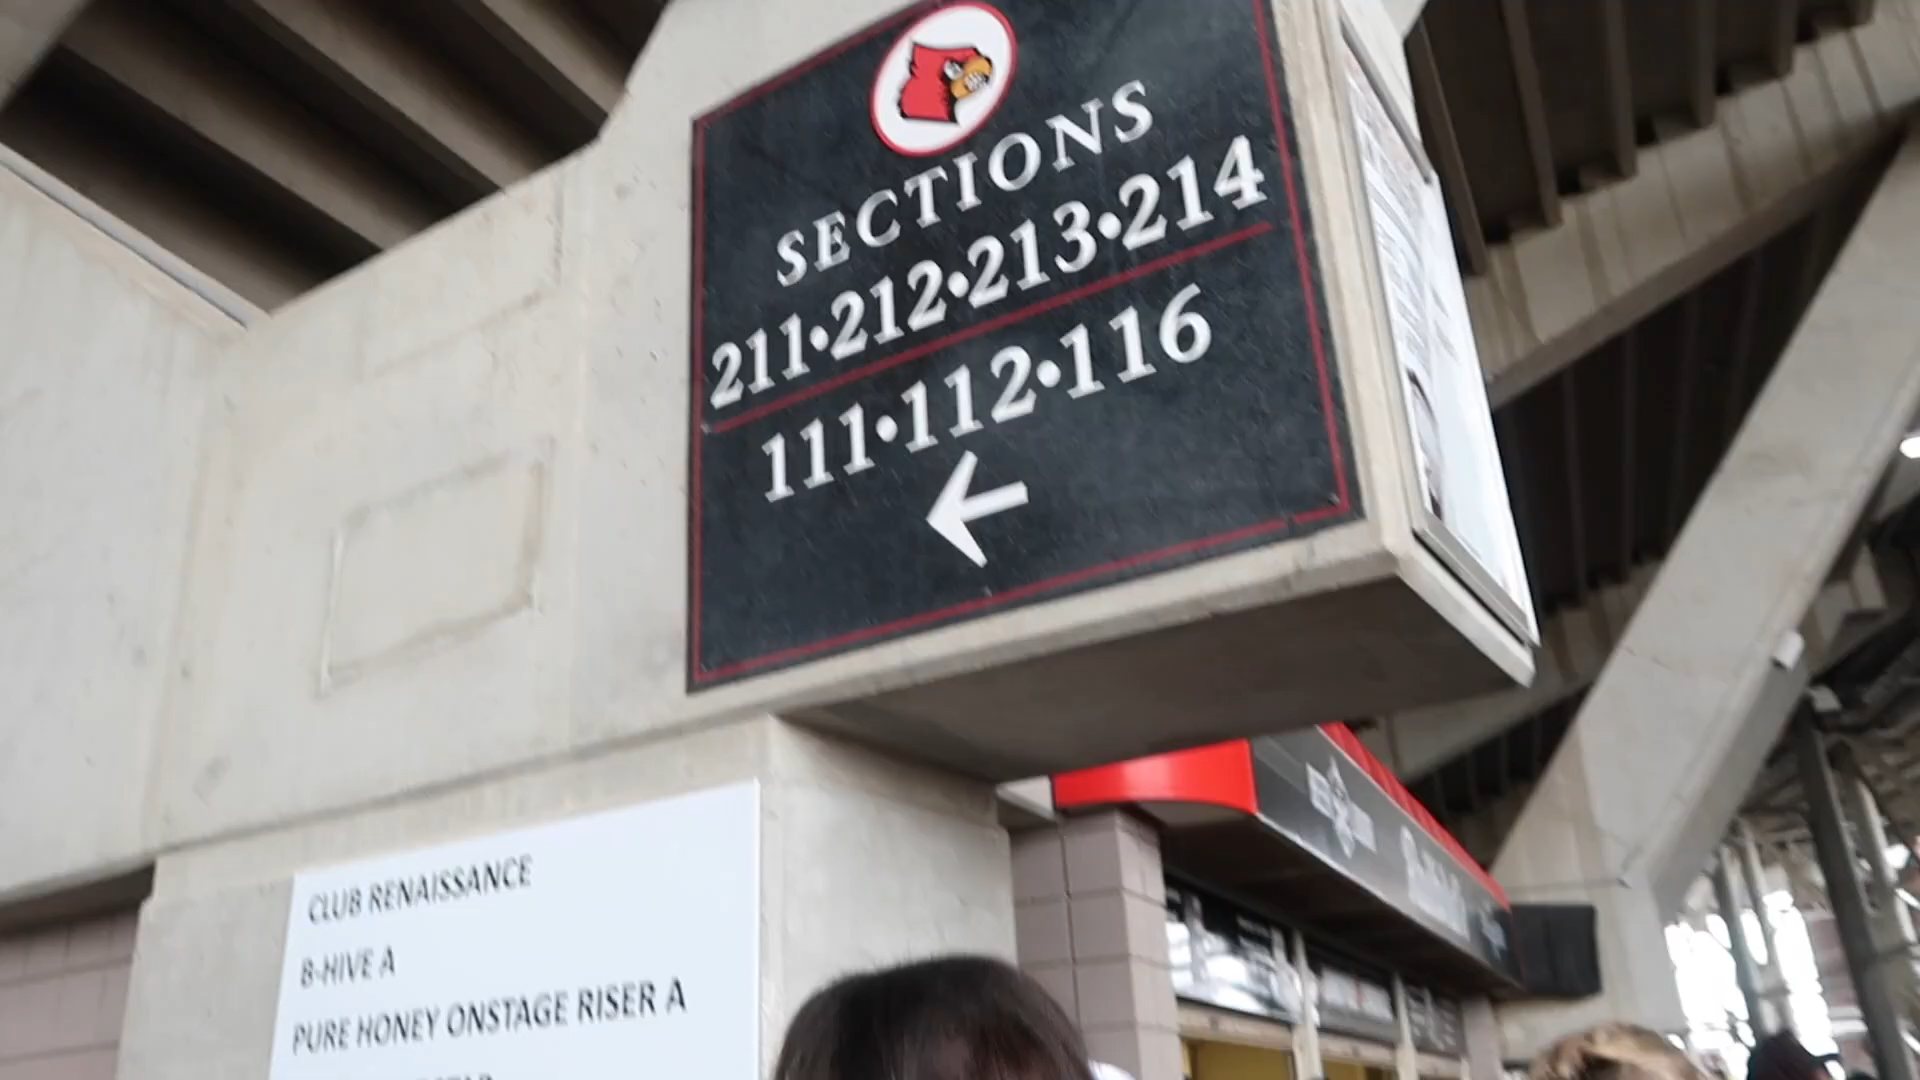 SECTIONS
211•212•213•214
111•112•116
CLUB RENAISSANCE
B-HIVE A
PURE HONEY ONSTAGE RISER A